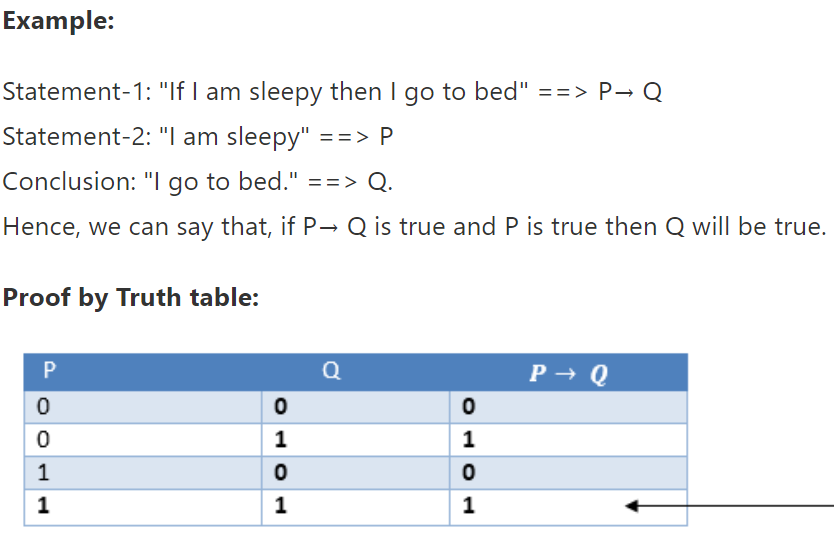 Example:
Statement-1: "If I am sleepy then I go to bed" ==> P→ Q
Statement-2: "I am sleepy" ==> P
Conclusion: "I go to bed." ==> Q.
Hence, we can say that, if P→ Q is true and P is true then Q will be true.
Proof by Truth table:
P Q P → Q
0 0 0
0 1 1
1 0 0
1 1 1